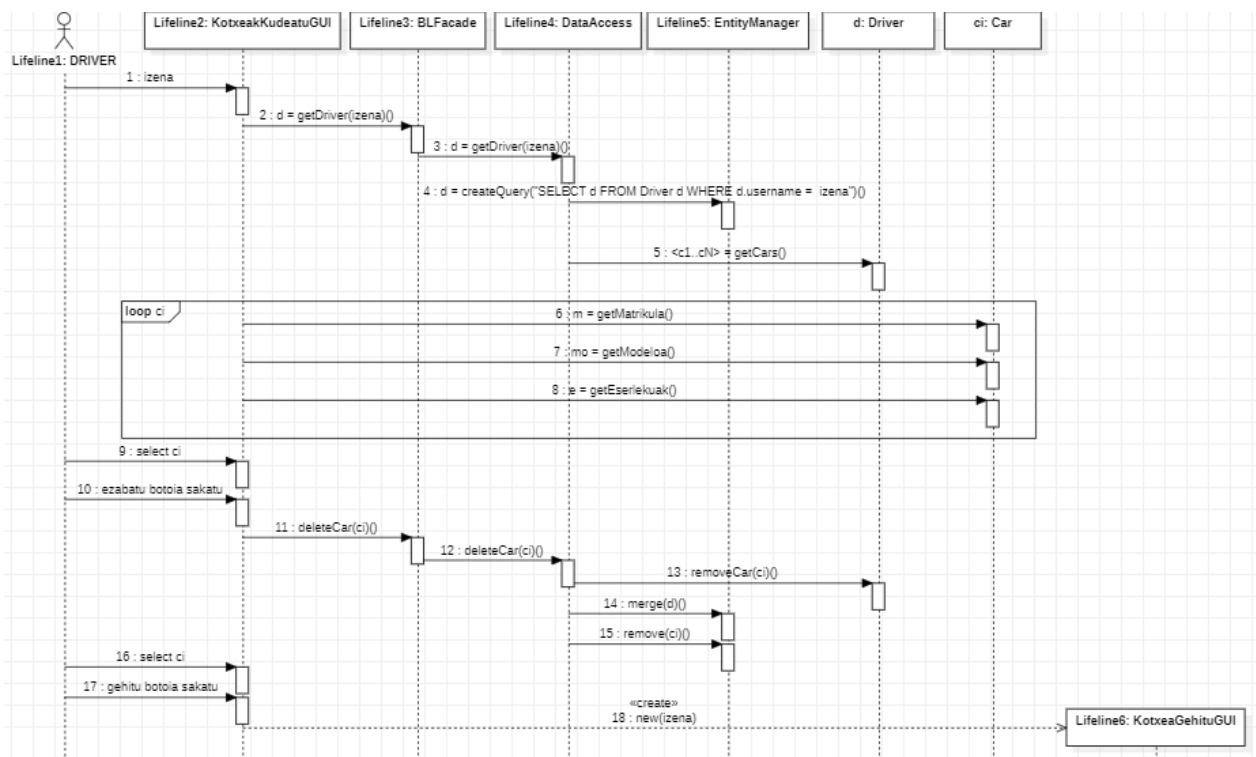 Lifeline2: KotxeakKudeatuGUI
Lifeline3: BLFacade
Lifeline4: DataAccess
Lifeline5: EntityManager
d: Driver
ci: Car
Lifeline1: DRIVER
1 : izena
2 : d = getDriver(izena)()
3 : d = getDriver(izena)()
4 : d = createQuery("SELECT d FROM Driver d WHERE d.username = izena")()
5 : <c1..cN> = getCars()
loop ci
6 : m = getMatrikula()
7 : mo = getModeloa()
8 : e = getEserlekuak()
9 : select ci
10 : ezabatu botoia sakatu
11 : deleteCar(ci)()
12 : deleteCar(ci)()
13 : removeCar(ci)()
14 : merge(d)()
15 : remove(ci)()
16 : select ci
17 : gehitu botoia sakatu
«create»
18 : new(izena)
Lifeline6: KotxeaGehituGUI